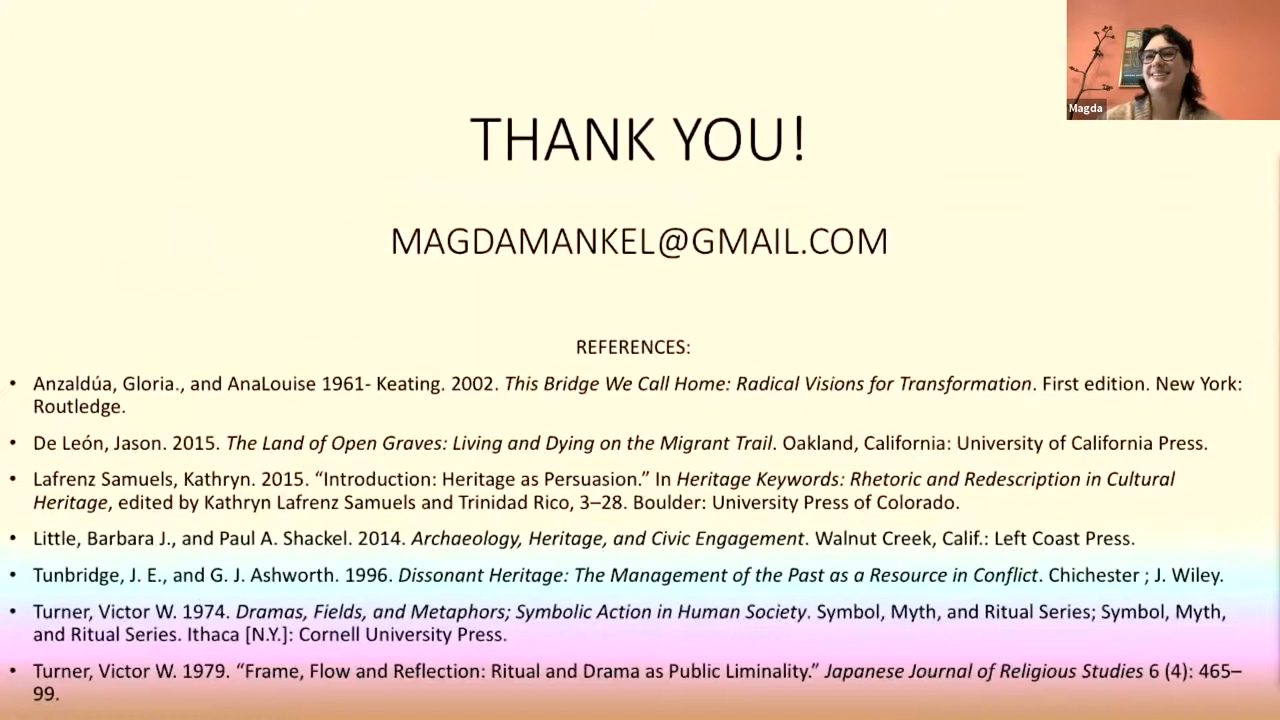 Magda
THANK YOU!
MAGDAMANKEL@GMAIL.COM
REFERENCES:
• Anzaldúa, Gloria., and AnaLouise 1961- Keating. 2002. This Bridge We Call Home: Radical Visions for Transformation. First edition. New York:
Routledge.
• De León, Jason. 2015. The Land of Open Graves: Living and Dying on the Migrant Trail. Oakland, California: University of California Press.
• Lafrenz Samuels, Kathryn. 2015. “Introduction: Heritage as Persuasion.” In Heritage Keywords: Rhetoric and Redescription in Cultural
Heritage, edited by Kathryn Lafrenz Samuels and Trinidad Rico, 3–28. Boulder: University Press of Colorado.
• Little, Barbara J., and Paul A. Shackel. 2014. Archaeology, Heritage, and Civic Engagement. Walnut Creek, Calif.: Left Coast Press.
• Tunbridge, J. E., and G. J. Ashworth. 1996. Dissonant Heritage: The Management of the Past as a Resource in Conflict. Chichester ; J. Wiley.
• Turner, Victor W. 1974. Dramas, Fields, and Metaphors; Symbolic Action in Human Society. Symbol, Myth, and Ritual Series; Symbol, Myth,
and Ritual Series. Ithaca [N.Y.]: Cornell University Press.
• Turner, Victor W. 1979. “Frame, Flow and Reflection: Ritual and Drama as Public Liminality.” Japanese Journal of Religious Studies 6 (4): 465–
99.